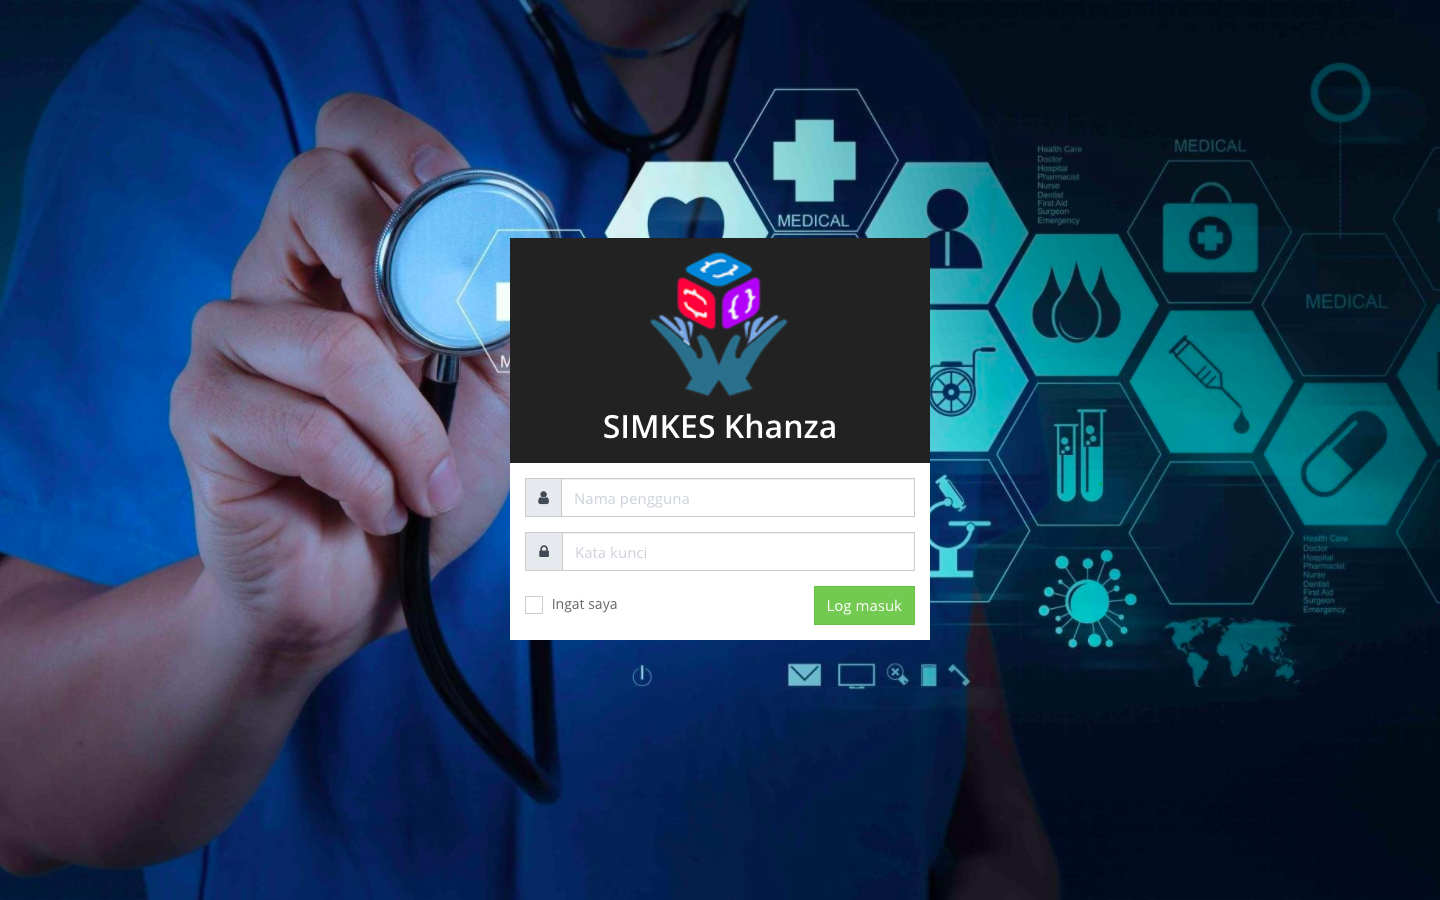 MEDICAL
Health Care
Doctor
Hospital
Pharmacist
Nurse
Dentist
First Aid
Surgeon
Emergency
MEDICAL
MEDICAL
SIMKES Khanza
Nama pengguna
Kata kunci
Ingat saya
Log masuk
Health Care
Doctor
Hospital
Pharmacist
Nurse
Dentist
First Aid
Surgeon
Emergency